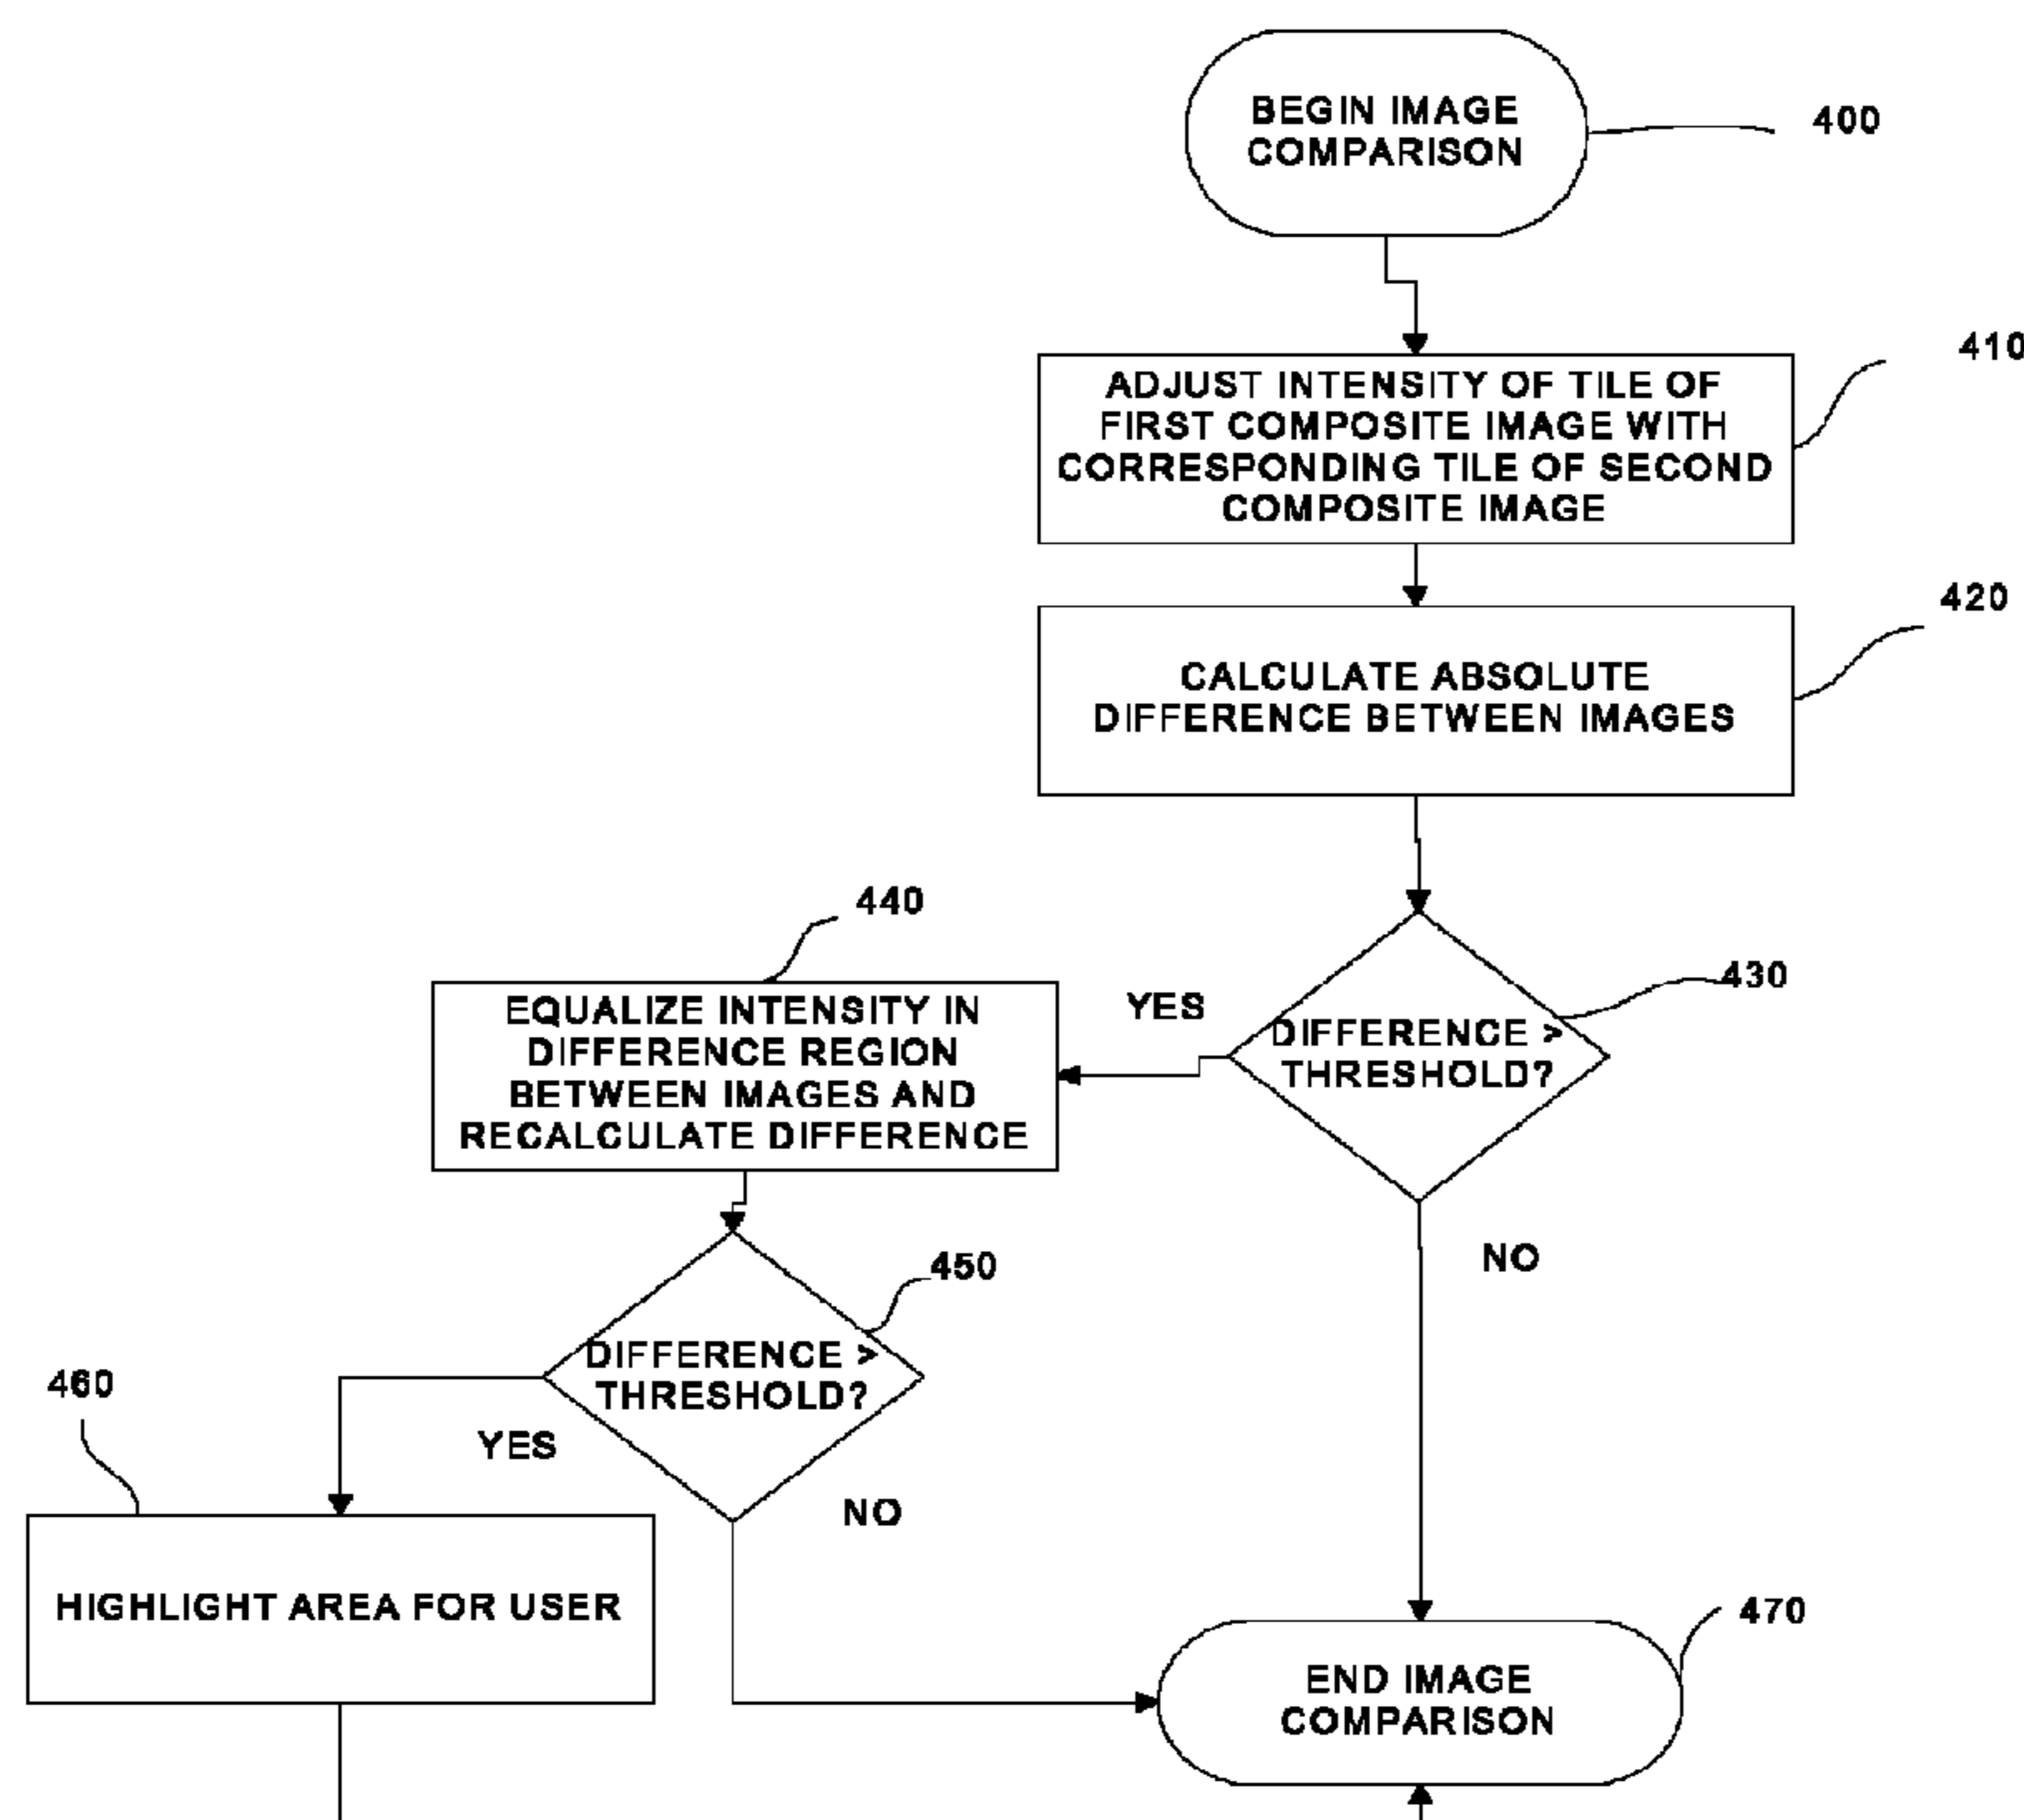 BEGIN IMAGE
COMPARISON
400
410
ADJUST INTENSITY OF TILE OF
FIRST COMPOSITE IMAGE WITH
CORRESPONDING TILE OF SECOND
COMPOSITE IMAGE
420
CALCULATE ABSOLUTE
DIFFERENCE BETWEEN IMAGES
430
DIFFERENCE >
THRESHOLD?
YES
NO
440
EQUALIZE INTENSITY IN
DIFFERENCE REGION
BETWEEN IMAGES AND
RECALCULATE DIFFERENCE
450
DIFFERENCE >
THRESHOLD?
YES
NO
460
HIGHLIGHT AREA FOR USER
470
END IMAGE
COMPARISON